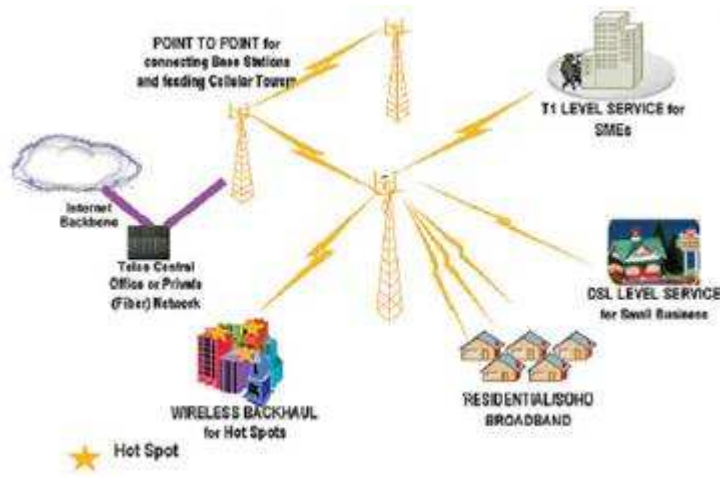 POINT TO POINT for
connecting Base Stations
and feeding Cellular Towers
T1 LEVEL SERVICE for
SMEs
Internet
Backbone
Telco Central
Office or Private
(Fiber) Network
DSL LEVEL SERVICE
for Small Business
WIRELESS BACKHAUL
for Hot Spots
RESIDENTIAL/SOHO
BROADBAND
Hot Spot